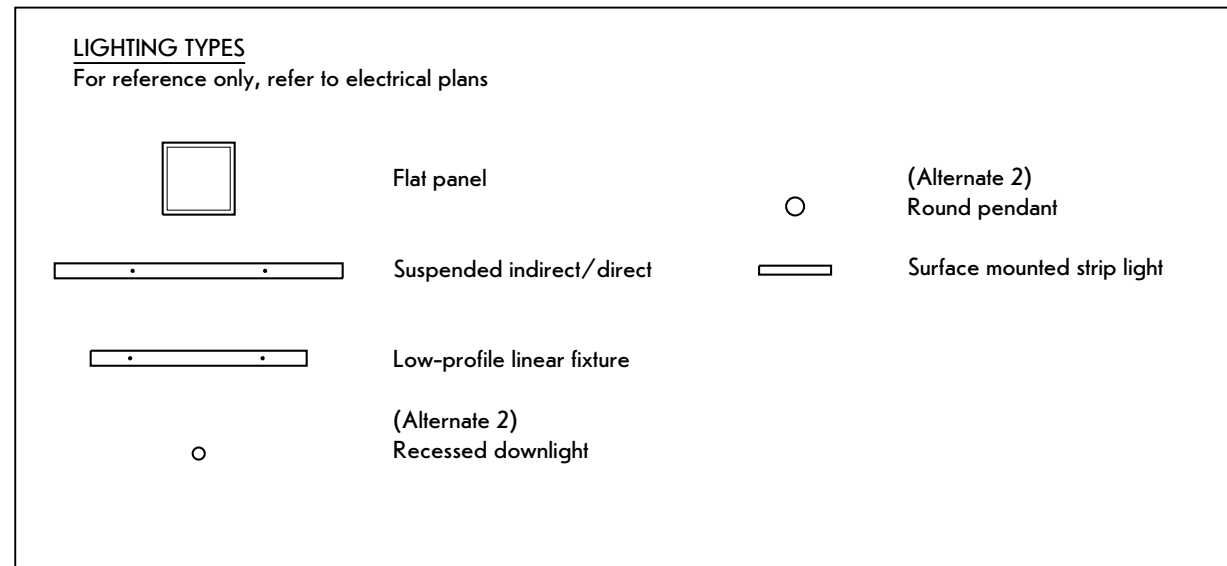 LIGHTING TYPES
For reference only, refer to electrical plans
Flat panel
Suspended indirect/direct
Low-profile linear fixture
(Alternate 2)
Recessed downlight
(Alternate 2)
Round pendant
Surface mounted strip light